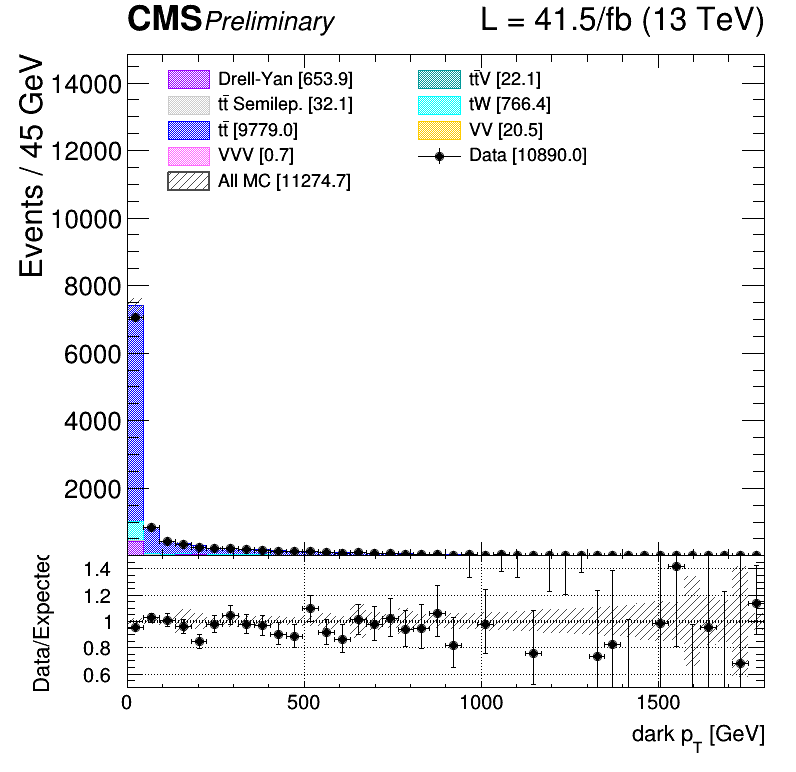 CMS Preliminary L = 41.5/fb (13 TeV)
Events / 45 GeV
14000
12000
10000
8000
6000
4000
2000
Drell-Yan [653.9]
tt̄ Semilep. [32.1]
tt̄ [9779.0]
VVV [0.7]
All MC [11274.7]
tt̄V [22.1]
tW [766.4]
VV [20.5]
Data [10890.0]
Data/Expected
1.4
1.2
1
0.8
0.6
0 500 1000 1500
dark p_T [GeV]